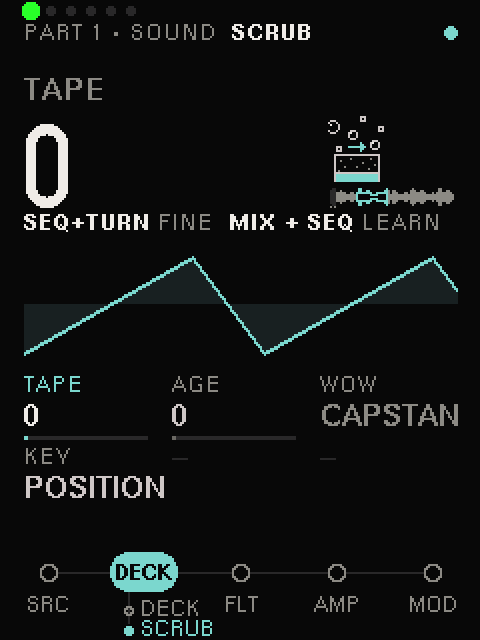 PART 1 · SOUND SCRUB
TAPE
0
SEQ+TURN FINE MIX + SEQ LEARN
TAPE AGE WOW
0 0 CAPSTAN
KEY — —
POSITION
DECK
SRC DECK FLT AMP MOD
SCRUB